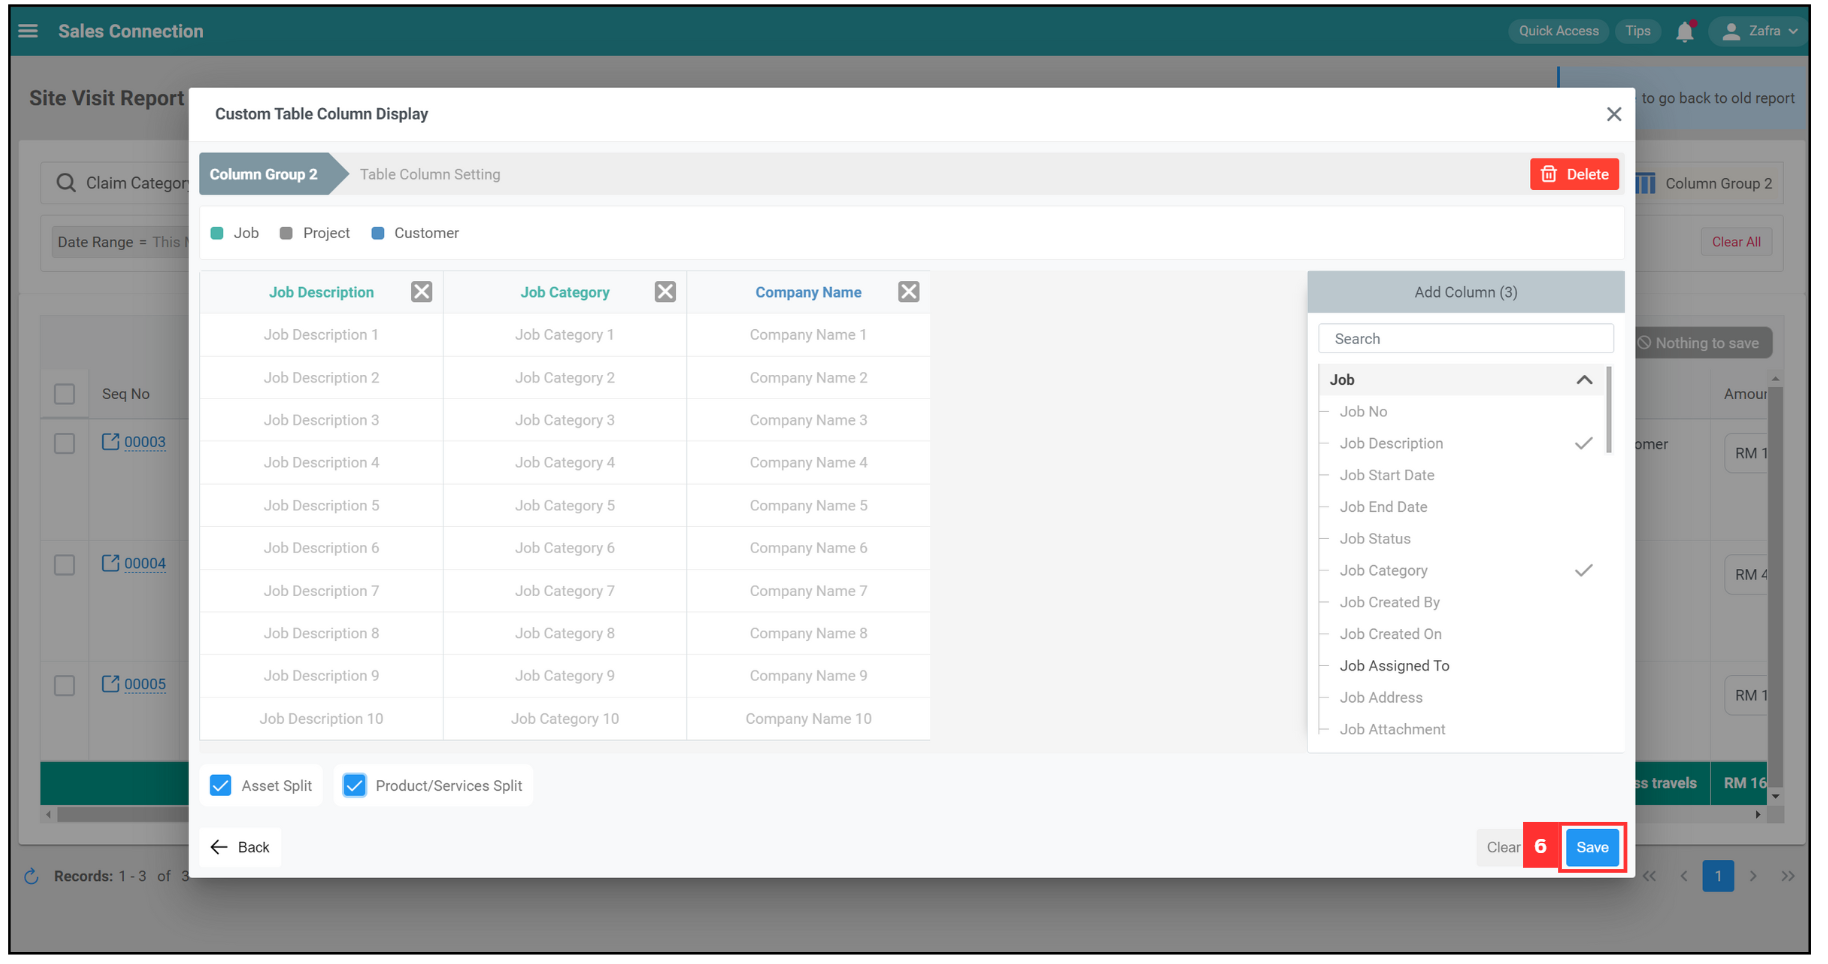 Sales Connection
Quick Access
Tips
Zafra
Site Visit Report
to go back to old report
Custom Table Column Display
Column Group 2
Table Column Setting
Delete
Claim Category
Column Group 2
Job
Project
Customer
Date Range = This
Clear All
Job Description
Job Category
Company Name
Add Column (3)
Job Description 1
Job Category 1
Company Name 1
Search
Nothing to save
Job Description 2
Job Category 2
Company Name 2
Job
Seq No
Job Description 3
Job Category 3
Company Name 3
Job No
00003
Job Description
Job Description 4
Job Category 4
Company Name 4
RM 1
Job Start Date
Job Description 5
Job Category 5
Company Name 5
Job End Date
Job Status
Job Description 6
Job Category 6
Company Name 6
00004
Job Category
RM 4
Job Description 7
Job Category 7
Company Name 7
Job Created By
Job Description 8
Job Category 8
Company Name 8
Job Created On
Job Assigned To
Job Description 9
Job Category 9
Company Name 9
00005
Job Address
RM 1
Job Description 10
Job Category 10
Company Name 10
Job Attachment
Asset Split
Product/Services Split
ss travels
RM 16
Back
Clear
6
Save
Records: 1 - 3 of 3
1